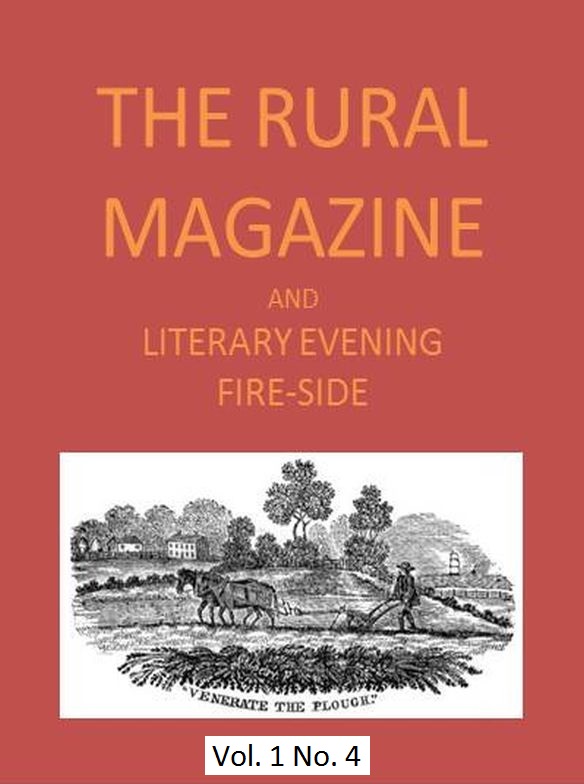 THE RURAL
MAGAZINE
AND
LITERARY EVENING
FIRE-SIDE
"VENERATE THE PLOUGH."
Vol. 1 No. 4